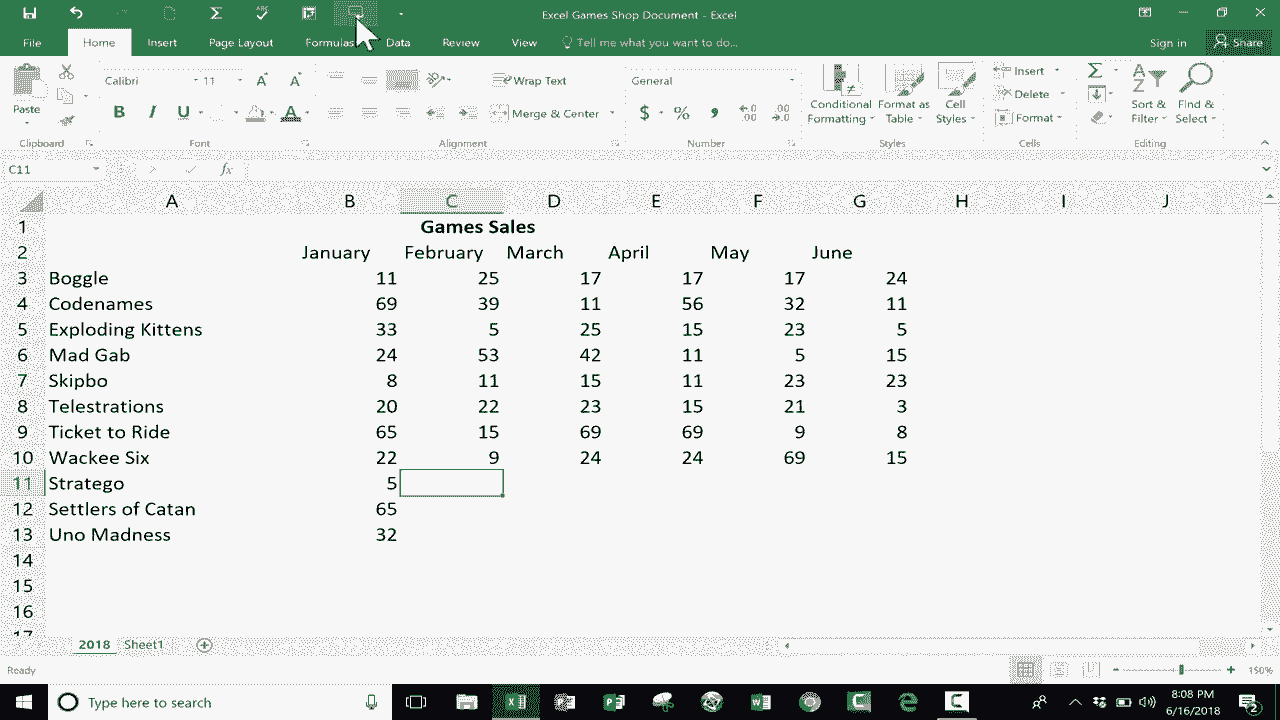 Excel Games Shop Document - Excel
File Home Insert Page Layout Formulas Data Review View Tell me what you want to do... Sign in Share
Calibri 11 Wrap Text General Insert
Paste B I U Merge & Center $ % , Conditional Formatting Format as Table Cell Styles Delete Format Sort & Filter Find & Select
Clipboard Font Alignment Number Styles Cells Editing
C11 fx
A B C D E F G H I J
1 Games Sales
2 January February March April May June
3 Boggle 11 25 17 17 17 24
4 Codenames 69 39 11 56 32 11
5 Exploding Kittens 33 5 25 15 23 5
6 Mad Gab 24 53 42 11 5 15
7 Skipbo 8 11 15 11 23 23
8 Telestrations 20 22 23 15 21 3
9 Ticket to Ride 65 15 69 69 9 8
10 Wackee Six 22 9 24 24 69 15
11 Stratego 5
12 Settlers of Catan 65
13 Uno Madness 32
14
15
16
17
2018 Sheet1
Ready 150%
Type here to search 8:08 PM
6/16/2018